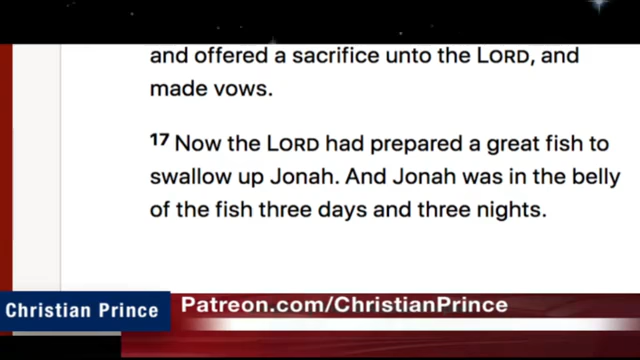 and offered a sacrifice unto the LORD, and
made vows.
17 Now the LORD had prepared a great fish to
swallow up Jonah. And Jonah was in the belly
of the fish three days and three nights.
Christian Prince
Patreon.com/ChristianPrince